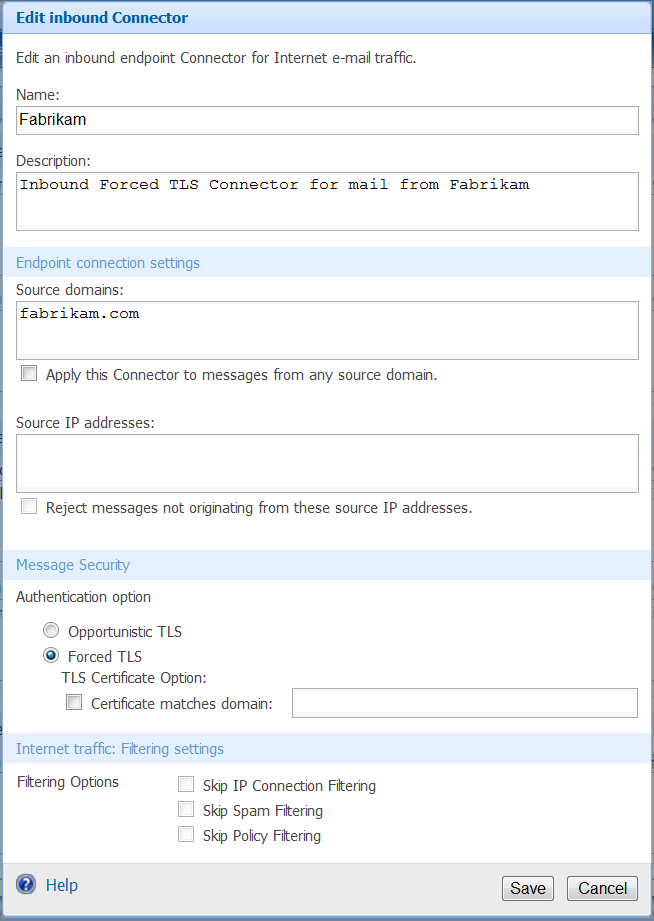 Edit inbound Connector
Edit an inbound endpoint Connector for Internet e-mail traffic.
Name:
Fabrikam
Description:
Inbound Forced TLS Connector for mail from Fabrikam
Endpoint connection settings
Source domains:
fabrikam.com
Apply this Connector to messages from any source domain.
Source IP addresses:
Reject messages not originating from these source IP addresses.
Message Security
Authentication option
Opportunistic TLS
Forced TLS
TLS Certificate Option:
Certificate matches domain:
Internet traffic: Filtering settings
Filtering Options
Skip IP Connection Filtering
Skip Spam Filtering
Skip Policy Filtering
? Help
Save Cancel